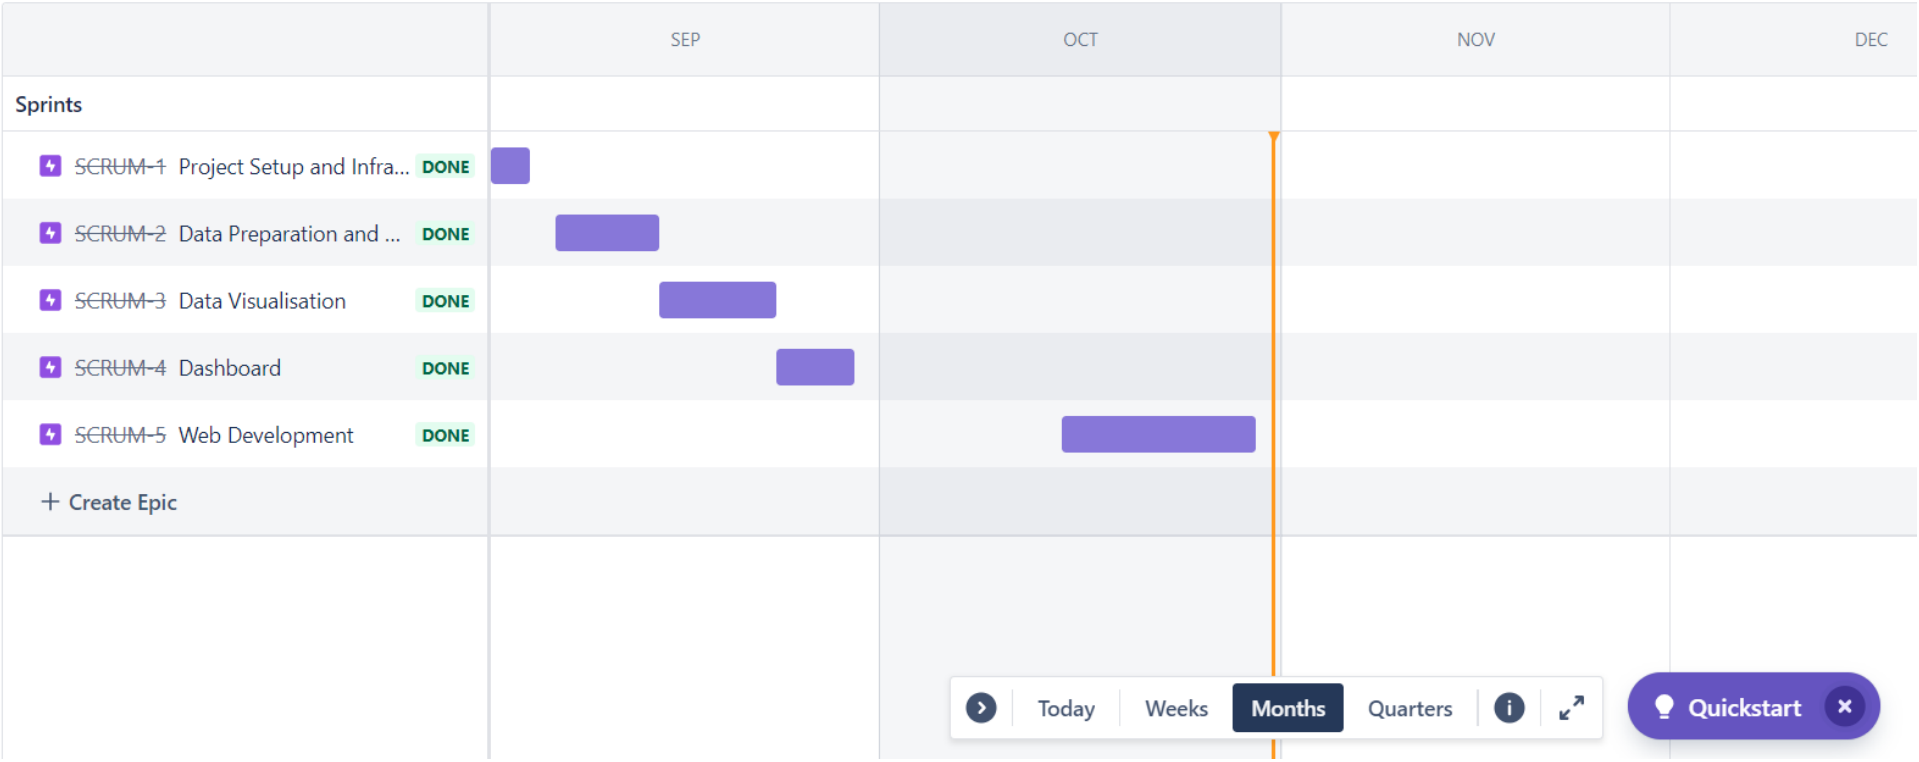 SEP OCT NOV DEC
Sprints
SCRUM-1 Project Setup and Infra... DONE
SCRUM-2 Data Preparation and ... DONE
SCRUM-3 Data Visualisation DONE
SCRUM-4 Dashboard DONE
SCRUM-5 Web Development DONE
+ Create Epic
Today Weeks Months Quarters
Quickstart